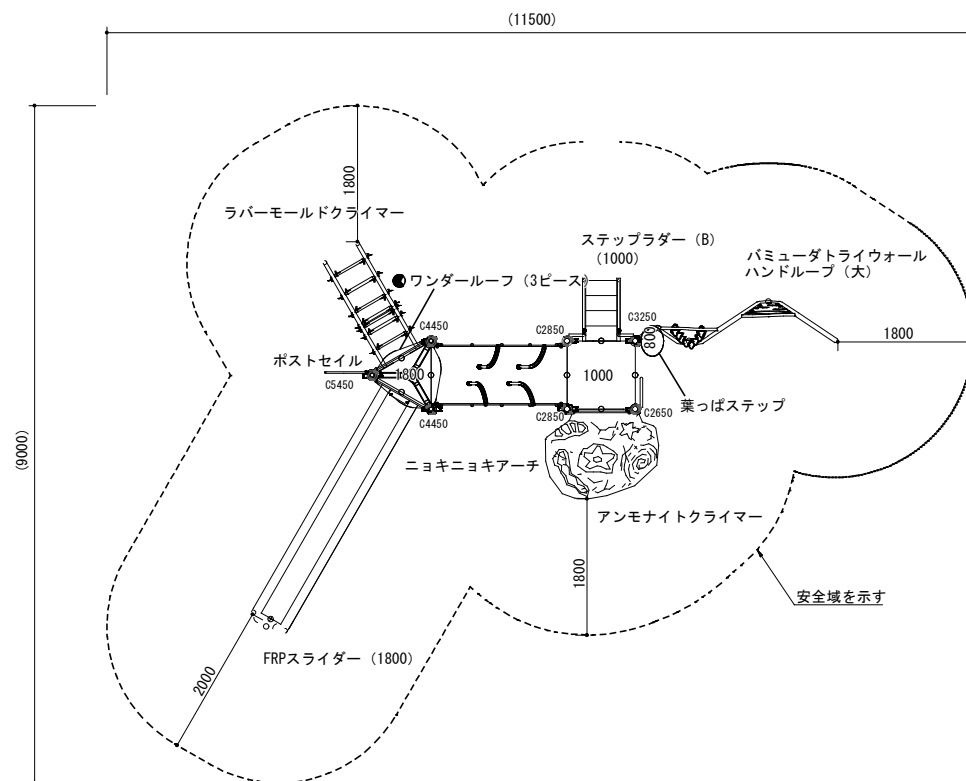 (11500)
(9000)
1800
ラバーモールドクライマー
ステップラダー（B）
(1000)
バミューダトライウォール
ハンドループ（大）
ワンダールーフ（3ピース）
C4450
C2850
C3250
800
1800
ポストセイル
1800
1000
C5450
葉っぱステップ
C4450
C2850
C2650
ニョキニョキアーチ
アンモナイトクライマー
1800
安全域を示す
FRPスライダー（1800）
2000